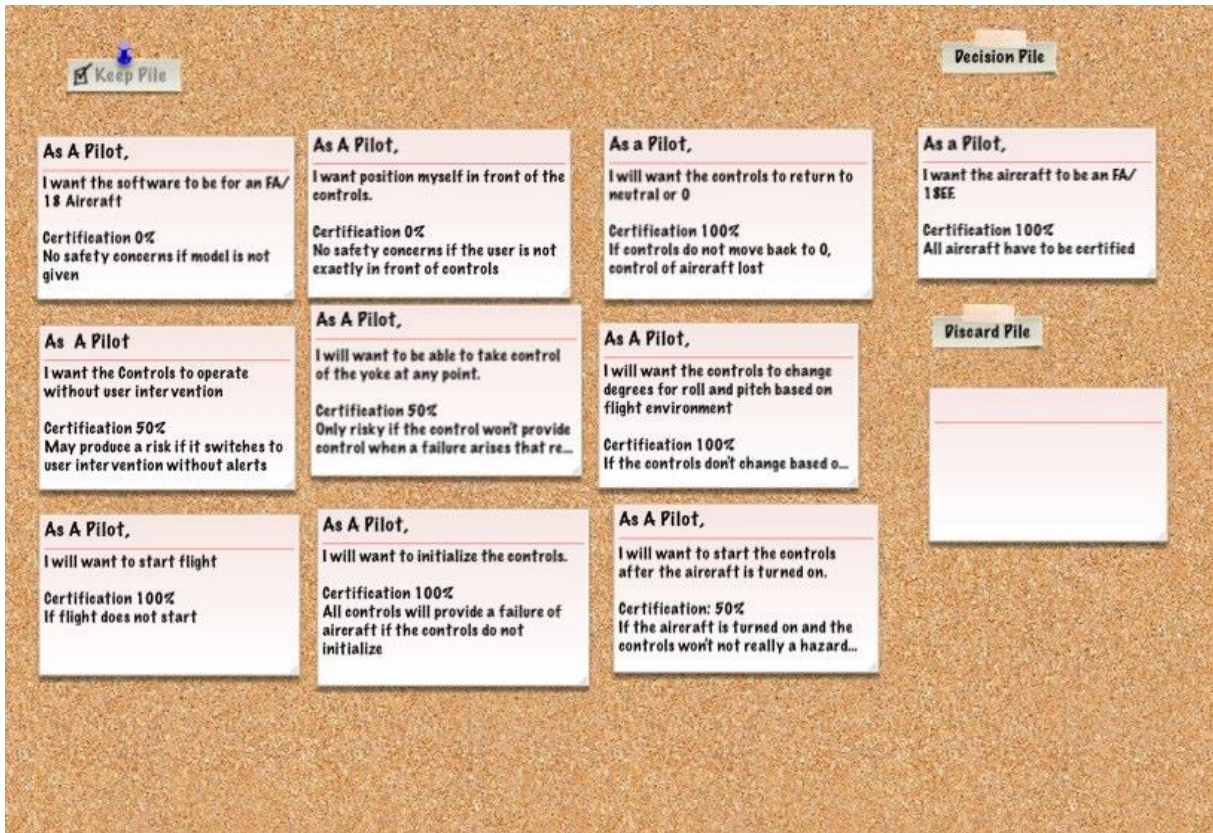 Keep Pile
Decision Pile
As A Pilot,
I want the software to be for an FA/
18 Aircraft
Certification 0%
No safety concerns if model is not
given
As A Pilot,
I want position myself in front of the
controls.
Certification 0%
No safety concerns if the user is not
exactly in front of controls
As a Pilot,
I will want the controls to return to
neutral or 0
Certification 100%
If controls do not move back to 0,
control of aircraft lost
As a Pilot,
I want the aircraft to be an FA/
18EF.
Certification 100%
All aircraft have to be certified
As A Pilot
I want the Controls to operate
without user intervention
Certification 50%
May produce a risk if it switches to
user intervention without alerts
As A Pilot,
I will want to be able to take control
of the yoke at any point.
Certification 50%
Only risky if the control won't provide
control when a failure arises that re...
As A Pilot,
I will want the controls to change
degrees for roll and pitch based on
flight environment
Certification 100%
If the controls don't change based o...
Discard Pile
As A Pilot,
I will want to start flight
Certification 100%
If flight does not start
As A Pilot,
I will want to initialize the controls.
Certification 100%
All controls will provide a failure of
aircraft if the controls do not
initialize
As A Pilot,
I will want to start the controls
after the aircraft is turned on.
Certification: 50%
If the aircraft is turned on and the
controls won't not really a hazard...